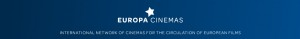 EUROPA CINEMAS
INTERNATIONAL NETWORK OF CINEMAS FOR THE CIRCULATION OF EUROPEAN FILMS